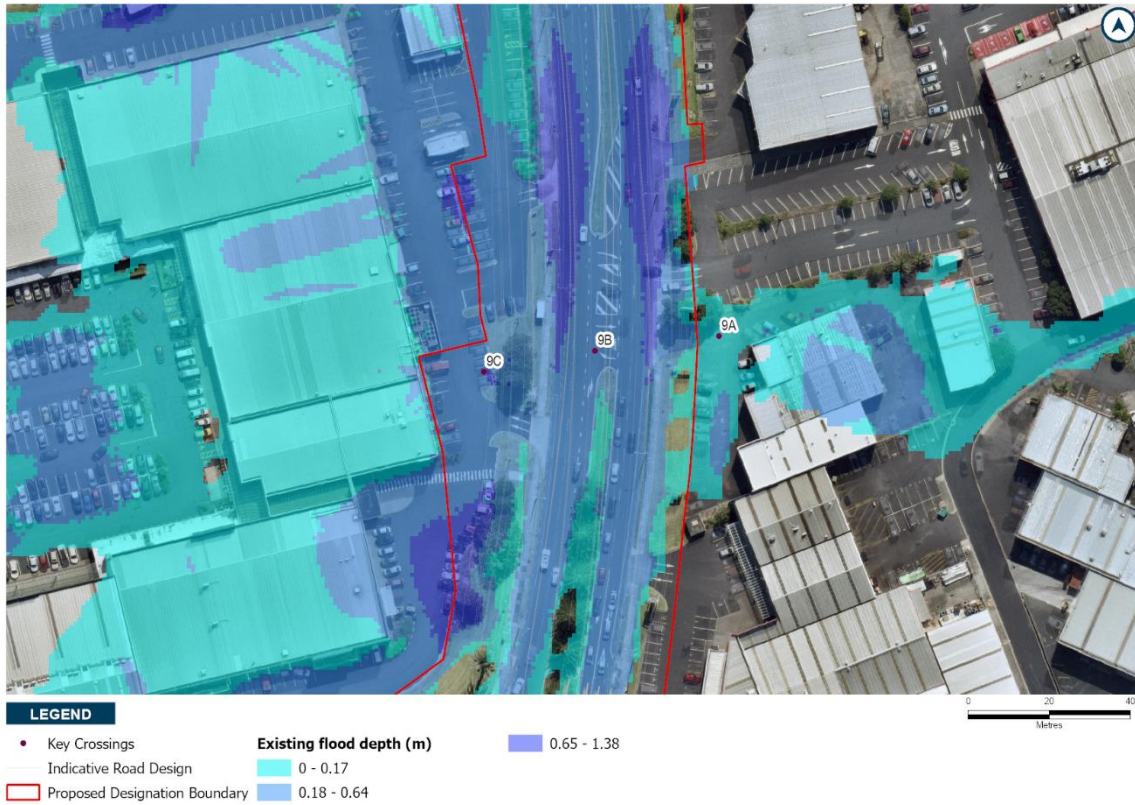 9A
9B
9C
LEGEND
Key Crossings
Indicative Road Design
Proposed Designation Boundary
Existing flood depth (m)
0 - 0.17
0.18 - 0.64
0.65 - 1.38
0 20 40
Metres